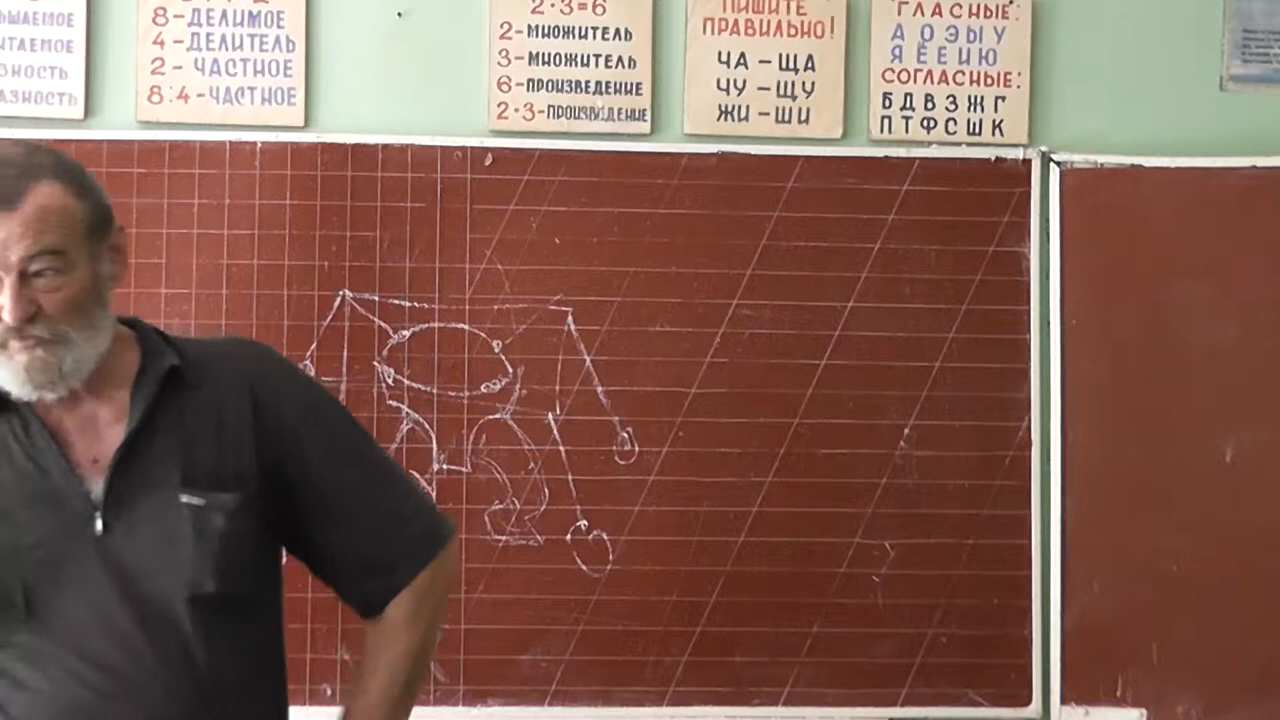 8-ДЕЛИМОЕ
4-ДЕЛИТЕЛЬ
2-ЧАСТНОЕ
8:4-ЧАСТНОЕ
2·3=6
2-МНОЖИТЕЛЬ
3-МНОЖИТЕЛЬ
6-ПРОИЗВЕДЕНИЕ
2·3-ПРОИЗВЕДЕНИЕ
ПИШИТЕ
ПРАВИЛЬНО!
ЧА-ЩА
ЧУ-ЩУ
ЖИ-ШИ
ГЛАСНЫЕ:
А О Э Ы У
Я Ё Е И Ю
СОГЛАСНЫЕ:
Б Д В З Ж Г
П Т Ф С Ш К